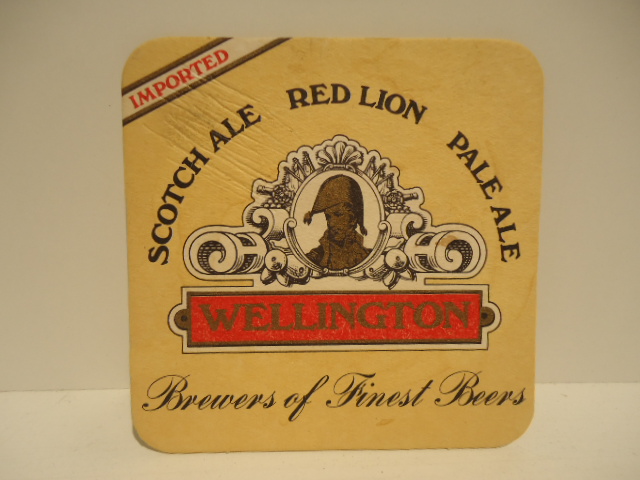 IMPORTED
SCOTCH ALE
RED LION
PALE ALE
WELLINGTON
Brewers of Finest Beers